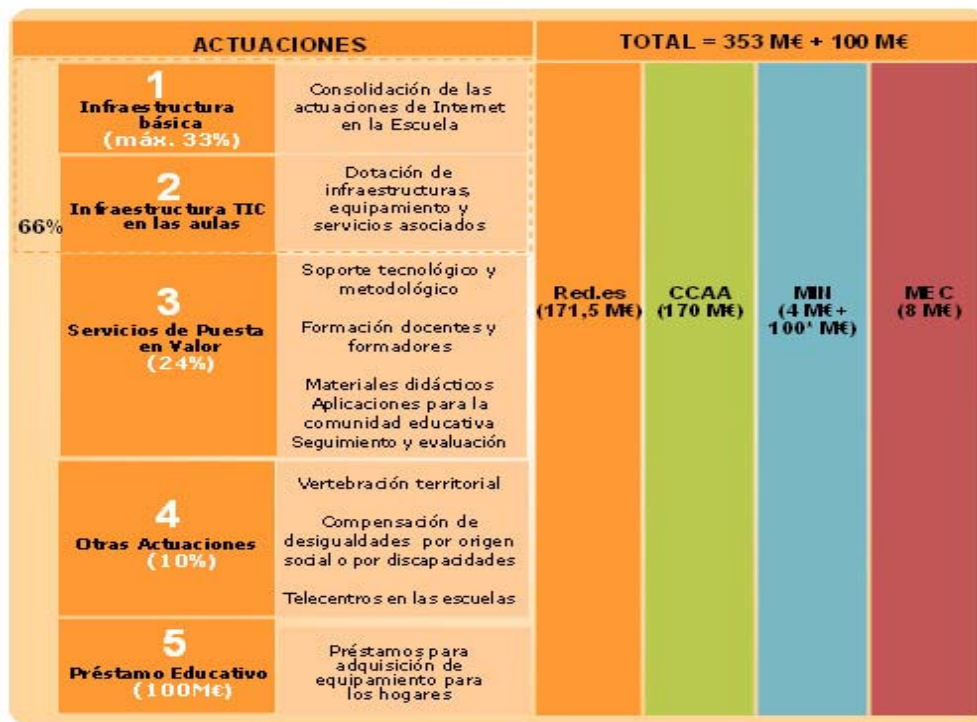 ACTUACIONES
TOTAL = 353 M€ + 100 M€
66%
1
Infraestructura
básica
(máx. 33%)
Consolidación de las
actuaciones de Internet
en la Escuela
2
Infraestructura TIC
en las aulas
Dotación de
infraestructuras,
equipamiento y
servicios asociados
3
Servicios de Puesta
en Valor
(24%)
Soporte tecnológico y
metodológico
Formación docentes y
formadores
Materiales didácticos
Aplicaciones para la
comunidad educativa
Seguimiento y evaluación
4
Otras Actuaciones
(10%)
Vertebración territorial
Compensación de
desigualdades por origen
social o por discapacidades
Telecentros en las escuelas
5
Préstamo Educativo
(100M€)
Préstamos para
adquisición de
equipamiento para
los hogares
Red.es
(171,5 M€)
CCAA
(170 M€)
MIN
(4 M€+
100* M€)
MEC
(8 M€)